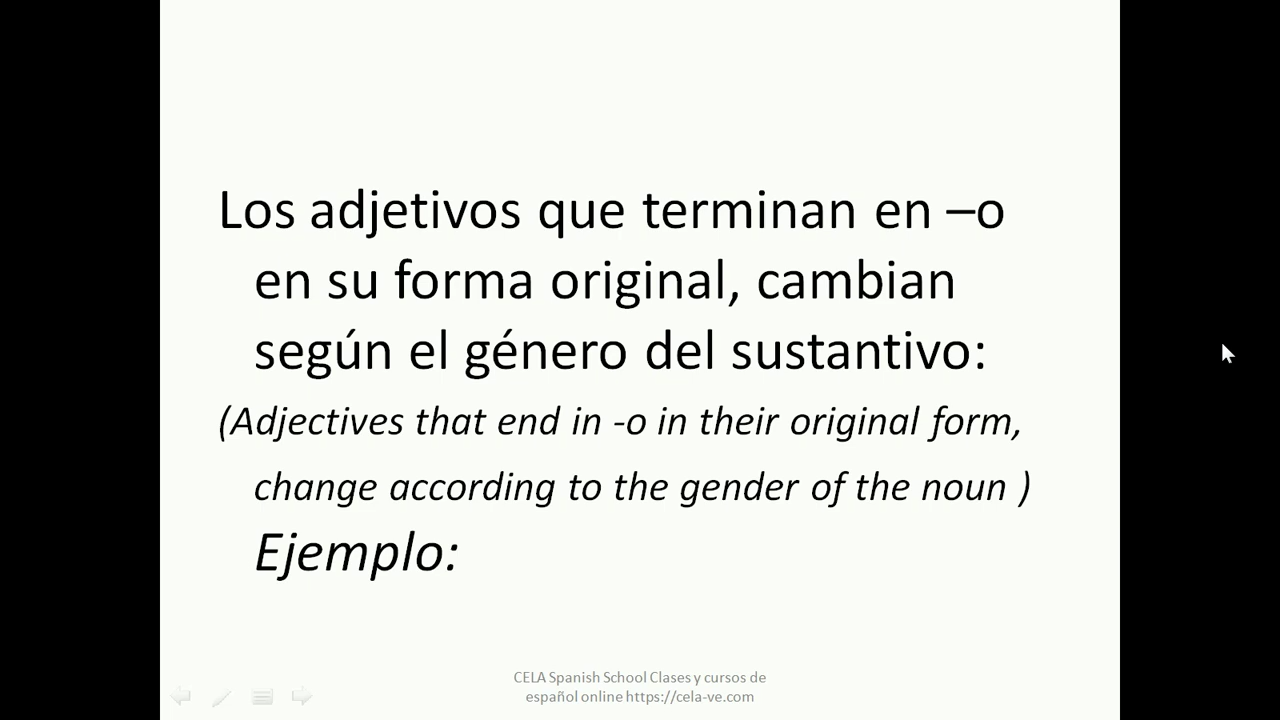 Los adjetivos que terminan en –o
en su forma original, cambian
según el género del sustantivo:
(Adjectives that end in -o in their original form,
change according to the gender of the noun )
Ejemplo:
CELA Spanish School Clases y cursos de
español online https://cela-ve.com